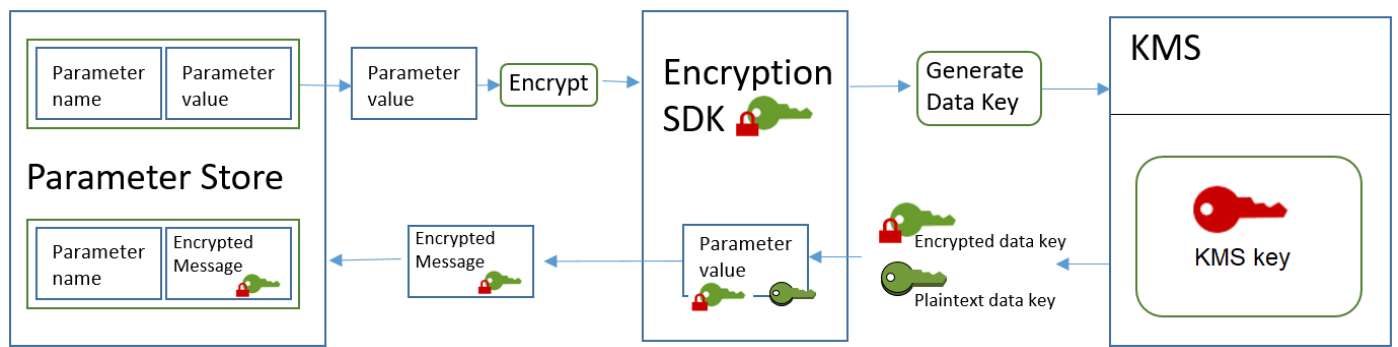 Parameter
name
Parameter
value
Parameter
value
Encrypt
Encryption
SDK
Generate
Data Key
KMS
Parameter Store
Parameter
name
Encrypted
Message
Encrypted
Message
Parameter
value
Encrypted data key
Plaintext data key
KMS key